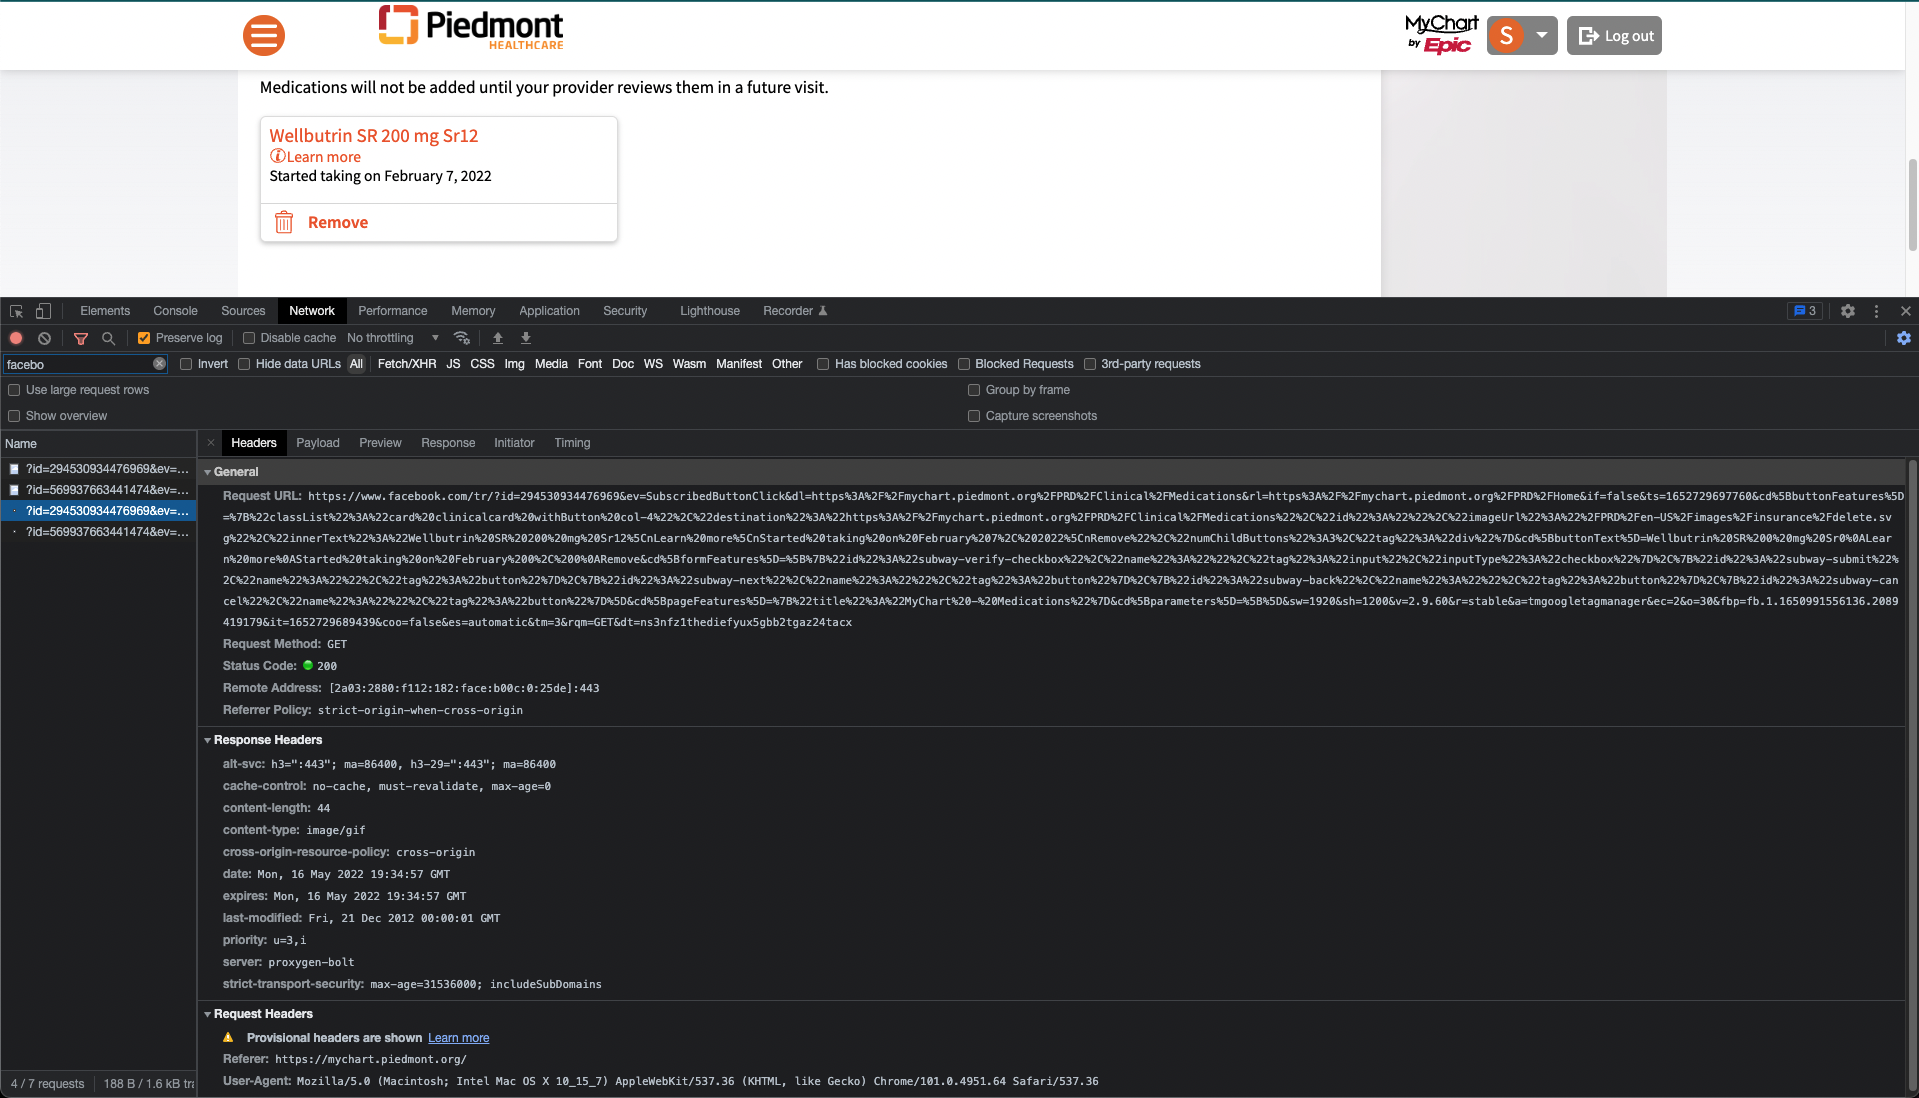 Piedmont
HEALTHCARE
MyChart
by Epic
S
Log out
Medications will not be added until your provider reviews them in a future visit.
Wellbutrin SR 200 mg Sr12
Learn more
Started taking on February 7, 2022
Remove
Elements Console Sources Network Performance Memory Application Security Lighthouse Recorder 3
Preserve log Disable cache No throttling
facebo Invert Hide data URLs All Fetch/XHR JS CSS Img Media Font Doc WS Wasm Manifest Other Has blocked cookies Blocked Requests 3rd-party requests
Use large request rows Group by frame
Show overview Capture screenshots
Name
?id=294530934476969&ev=...
?id=569937663441474&ev=...
?id=294530934476969&ev=...
?id=569937663441474&ev=...
4 / 7 requests 188 B / 1.6 kB tra
Headers Payload Preview Response Initiator Timing
General
Request URL: https://www.facebook.com/tr/?id=294530934476969&ev=SubscribedButtonClick&dl=https%3A%2F%2Fmychart.piedmont.org%2FPRD%2FClinical%2FMedications&rl=https%3A%2F%2Fmychart.piedmont.org%2FPRD%2FHome&if=false&ts=1652729697760&cd%5BbuttonFeatures%5D
=%7B%22classList%22%3A%22card%20clinicalcard%20withButton%20col-4%22%2C%22destination%22%3A%22https%3A%2F%2Fmychart.piedmont.org%2FPRD%2FClinical%2FMedications%22%2C%22id%22%3A%22%22%2C%22imageUrl%22%3A%22%2FPRD%2Fen-US%2Fimages%2Finsurance%2Fdelete.sv
g%22%2C%22innerText%22%3A%22Wellbutrin%20SR%20200%20mg%20Sr12%5CnLearn%20more%5CnStarted%20taking%20on%20February%207%2C%202022%5CnRemove%22%2C%22numChildButtons%22%3A3%2C%22tag%22%3A%22div%22%7D&cd%5BbuttonText%5D=Wellbutrin%20SR%200%20mg%20Sr0%0ALear
n%20more%0AStarted%20taking%20on%20February%200%2C%200%0ARemove&cd%5BformFeatures%5D=%5B%7B%22id%22%3A%22subway-verify-checkbox%22%2C%22name%22%3A%22%22%2C%22tag%22%3A%22input%22%2C%22inputType%22%3A%22checkbox%22%7D%2C%7B%22id%22%3A%22subway-submit%22%
2C%22name%22%3A%22%22%2C%22tag%22%3A%22button%22%7D%2C%7B%22id%22%3A%22subway-next%22%2C%22name%22%3A%22%22%2C%22tag%22%3A%22button%22%7D%2C%7B%22id%22%3A%22subway-back%22%2C%22name%22%3A%22%22%2C%22tag%22%3A%22button%22%7D%2C%7B%22id%22%3A%22subway-can
cel%22%2C%22name%22%3A%22%22%2C%22tag%22%3A%22button%22%7D%5D&cd%5BpageFeatures%5D=%7B%22title%22%3A%22MyChart%20-%20Medications%22%7D&cd%5Bparameters%5D=%5B%5D&sw=1920&sh=1200&v=2.9.60&r=stable&a=tmgoogletagmanager&ec=2&o=30&fbp=fb.1.1650991556136.2089
419179&it=1652729689439&coo=false&es=automatic&tm=3&rqm=GET&dt=ns3nfz1thediefyux5gbb2tgaz24tacx
Request Method: GET
Status Code: 200
Remote Address: [2a03:2880:f112:182:face:b00c:0:25de]:443
Referrer Policy: strict-origin-when-cross-origin
Response Headers
alt-svc: h3=":443"; ma=86400, h3-29=":443"; ma=86400
cache-control: no-cache, must-revalidate, max-age=0
content-length: 44
content-type: image/gif
cross-origin-resource-policy: cross-origin
date: Mon, 16 May 2022 19:34:57 GMT
expires: Mon, 16 May 2022 19:34:57 GMT
last-modified: Fri, 21 Dec 2012 00:00:01 GMT
priority: u=3,i
server: proxygen-bolt
strict-transport-security: max-age=31536000; includeSubDomains
Request Headers
Provisional headers are shown Learn more
Referer: https://mychart.piedmont.org/
User-Agent: Mozilla/5.0 (Macintosh; Intel Mac OS X 10_15_7) AppleWebKit/537.36 (KHTML, like Gecko) Chrome/101.0.4951.64 Safari/537.36